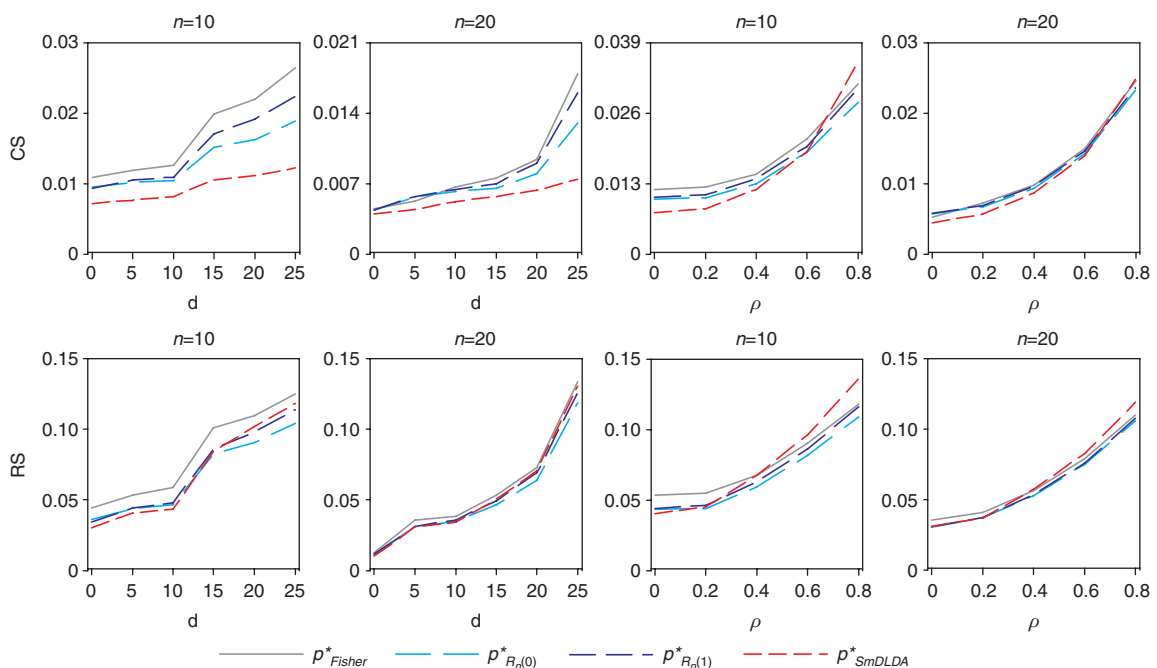 n=10 n=20 n=10 n=20
0.03 0.021 0.039 0.03
0.02 0.014 0.026 0.02
CS
0.01 0.007 0.013 0.01
0 0 0 0
0 5 10 15 20 25 0 5 10 15 20 25 0 0.2 0.4 0.6 0.8 0 0.2 0.4 0.6 0.8
d d ρ ρ
n=10 n=20 n=10 n=20
0.15 0.15 0.15 0.15
0.10 0.10 0.10 0.10
RS
0.05 0.05 0.05 0.05
0 0 0 0
0 5 10 15 20 25 0 5 10 15 20 25 0 0.2 0.4 0.6 0.8 0 0.2 0.4 0.6 0.8
d d ρ ρ
p*Fisher p*Rn(0) p*Rn(1) p*SmDLDA